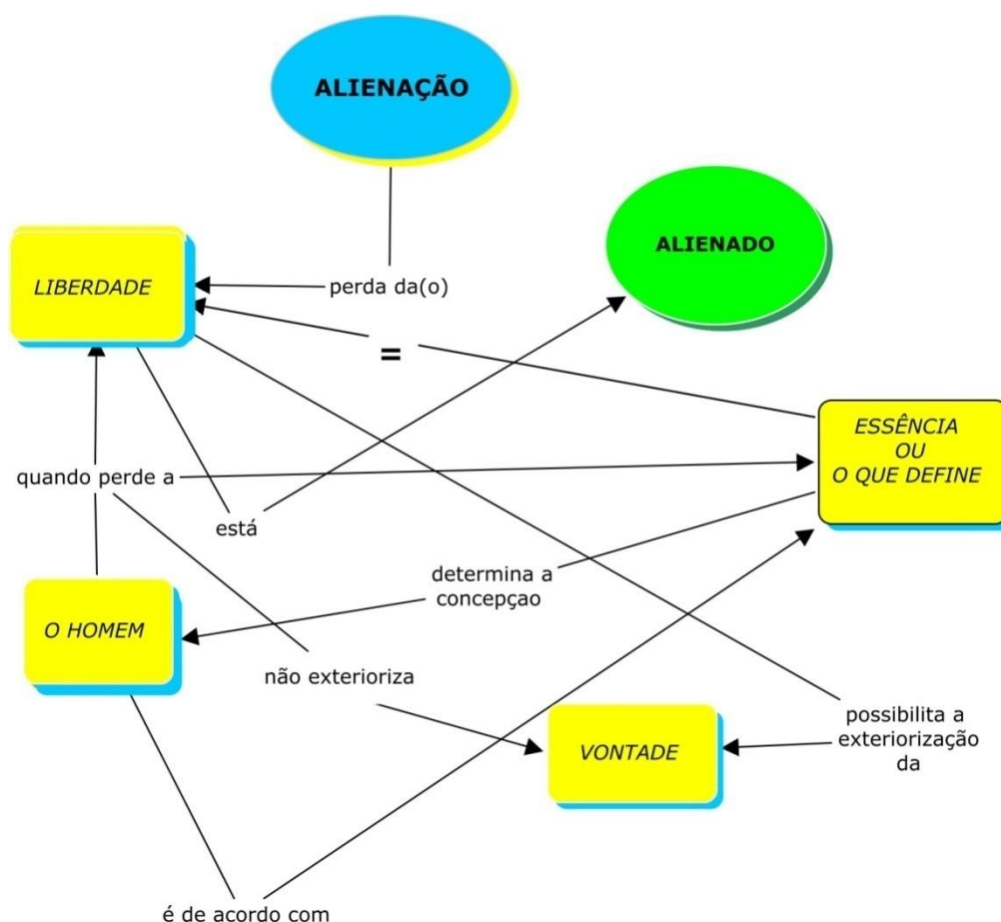 ALIENAÇÃO
ALIENADO
LIBERDADE
perda da(o)
=
ESSÊNCIA
OU
O QUE DEFINE
quando perde a
está
determina a
concepçao
O HOMEM
não exterioriza
possibilita a
exteriorização
da
VONTADE
é de acordo com